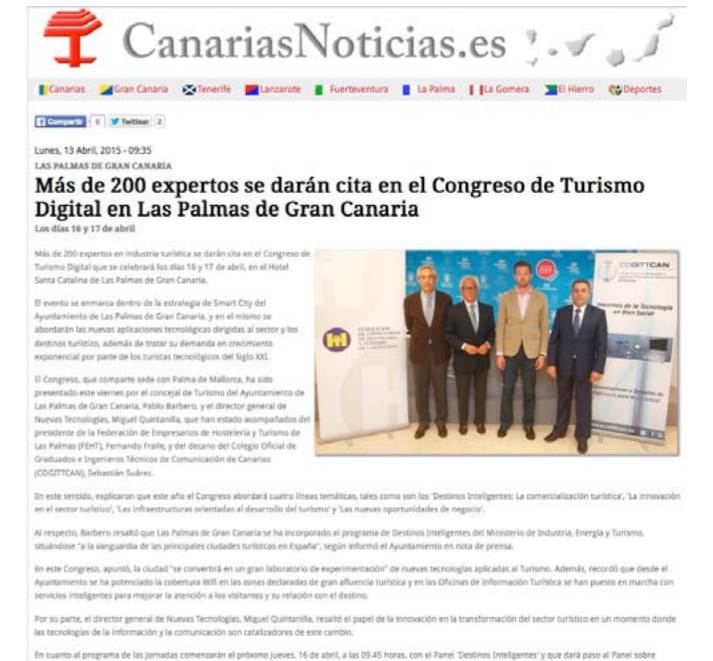 CanariasNoticias.es
Canarias Gran Canaria Tenerife Lanzarote Fuerteventura La Palma La Gomera El Hierro Deportes
Compartir 0 Twittear 2
Lunes, 13 Abril, 2015 - 09:35
LAS PALMAS DE GRAN CANARIA
Más de 200 expertos se darán cita en el Congreso de Turismo
Digital en Las Palmas de Gran Canaria
Los días 16 y 17 de abril
Más de 200 expertos en industria turística se darán cita en el Congreso de
Turismo Digital que se celebrará los días 16 y 17 de abril, en el Hotel
Santa Catalina de Las Palmas de Gran Canaria.
El evento se enmarca dentro de la estrategia de Smart City del
Ayuntamiento de Las Palmas de Gran Canaria, y en el mismo se
abordarán las nuevas aplicaciones tecnológicas dirigidas al sector y los
destinos turístico, además de tratar su demanda en crecimiento
exponencial por parte de los turistas tecnológicos del Siglo XXI.
El Congreso, que comparte sede con Palma de Mallorca, ha sido
presentado este viernes por el concejal de Turismo del Ayuntamiento de
Las Palmas de Gran Canaria, Pablo Barbero, y el director general de
Nuevas Tecnologías, Miguel Quintanilla, que han estado acompañados del
presidente de la Federación de Empresarios de Hostelería y Turismo de
Las Palmas (FEHT), Fernando Fraile, y del decano del Colegio Oficial de
Graduados e Ingenieros Técnicos de Comunicación de Canarias
(COGITTCAN), Sebastián Suárez.
COGITTCAN
Hacemos de la Tecnología
un Bien Social
FEDERACIÓN
DE EMPRESARIOS
DE HOSTELERÍA
Y TURISMO
DE LAS PALMAS
En este sentido, explicaron que este año el Congreso abordará cuatro líneas temáticas, tales como son los 'Destinos Inteligentes: La comercialización turística', 'La innovación
en el sector turístico', 'Las infraestructuras orientadas al desarrollo del turismo' y 'Las nuevas oportunidades de negocio'.
Al respecto, Barbero resaltó que Las Palmas de Gran Canaria se ha incorporado al programa de Destinos Inteligentes del Ministerio de Industria, Energía y Turismo,
situándose "a la vanguardia de las principales ciudades turísticas en España", según informó el Ayuntamiento en nota de prensa.
En este Congreso, apuntó, la ciudad "se convertirá en un gran laboratorio de experimentación" de nuevas tecnologías aplicadas al Turismo. Además, recordó que desde el
Ayuntamiento se ha potenciado la cobertura Wifi en las zonas declaradas de gran afluencia turística y en las Oficinas de Información Turística se han puesto en marcha con
servicios inteligentes para mejorar la atención a los visitantes y su relación con el destino.
Por su parte, el director general de Nuevas Tecnologías, Miguel Quintanilla, resaltó el papel de la innovación en la transformación del sector turístico en un momento donde
las tecnologías de la información y la comunicación son catalizadores de este cambio.
En cuanto al programa de las jornadas comenzarán el próximo jueves, 16 de abril, a las 09.45 horas, con el Panel 'Destinos Inteligentes' y que dará paso al Panel sobre